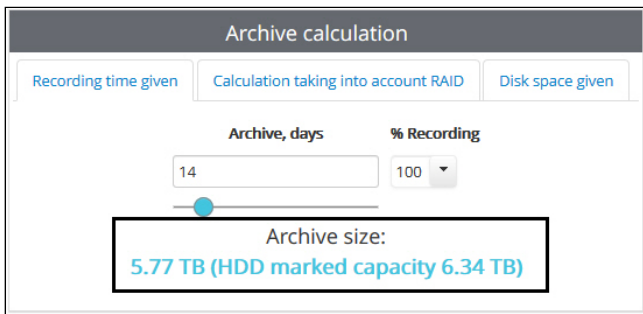 Archive calculation
Recording time given
Calculation taking into account RAID
Disk space given
Archive, days
% Recording
14
100
Archive size:
5.77 TB (HDD marked capacity 6.34 TB)